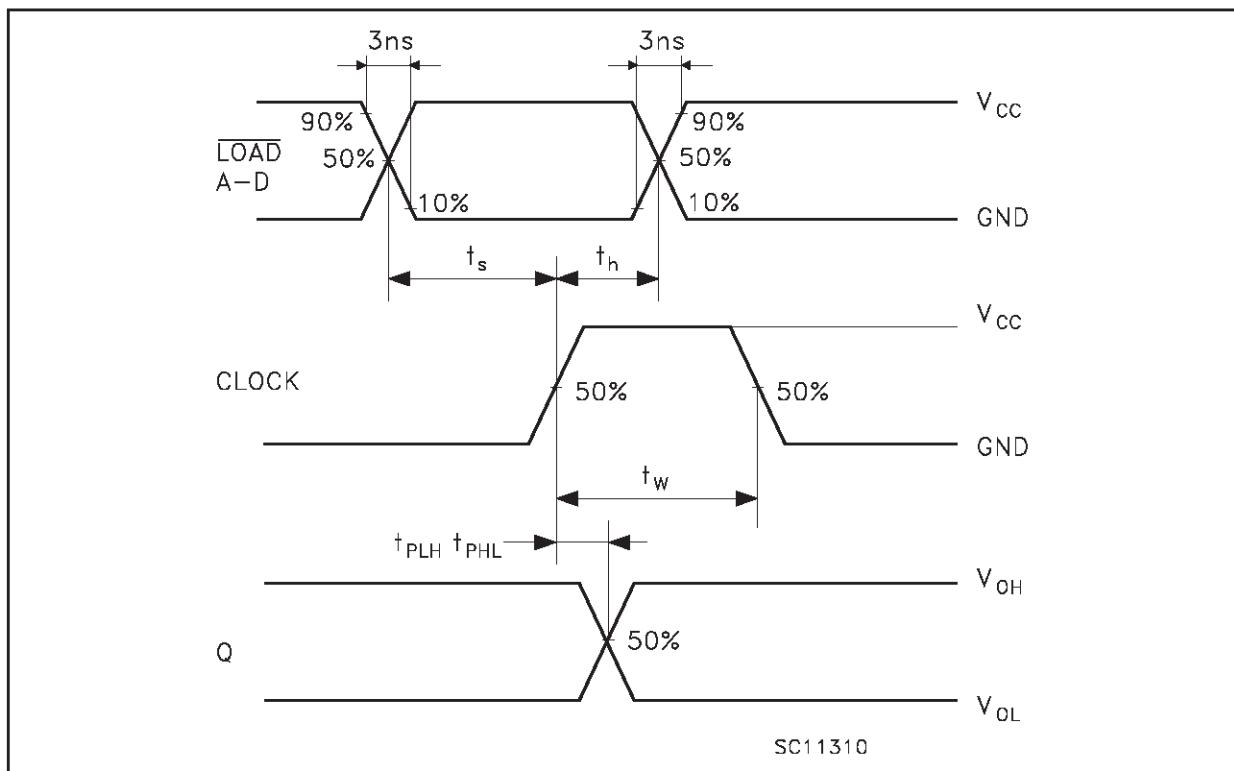 3ns 3ns
V_CC
90% 90%
L̅O̅A̅D̅ 50% 50%
A-D
10% 10% GND
t_s t_h
V_CC
CLOCK 50% 50%
GND
t_W
t_PLH t_PHL
V_OH
Q 50%
V_OL
SC11310